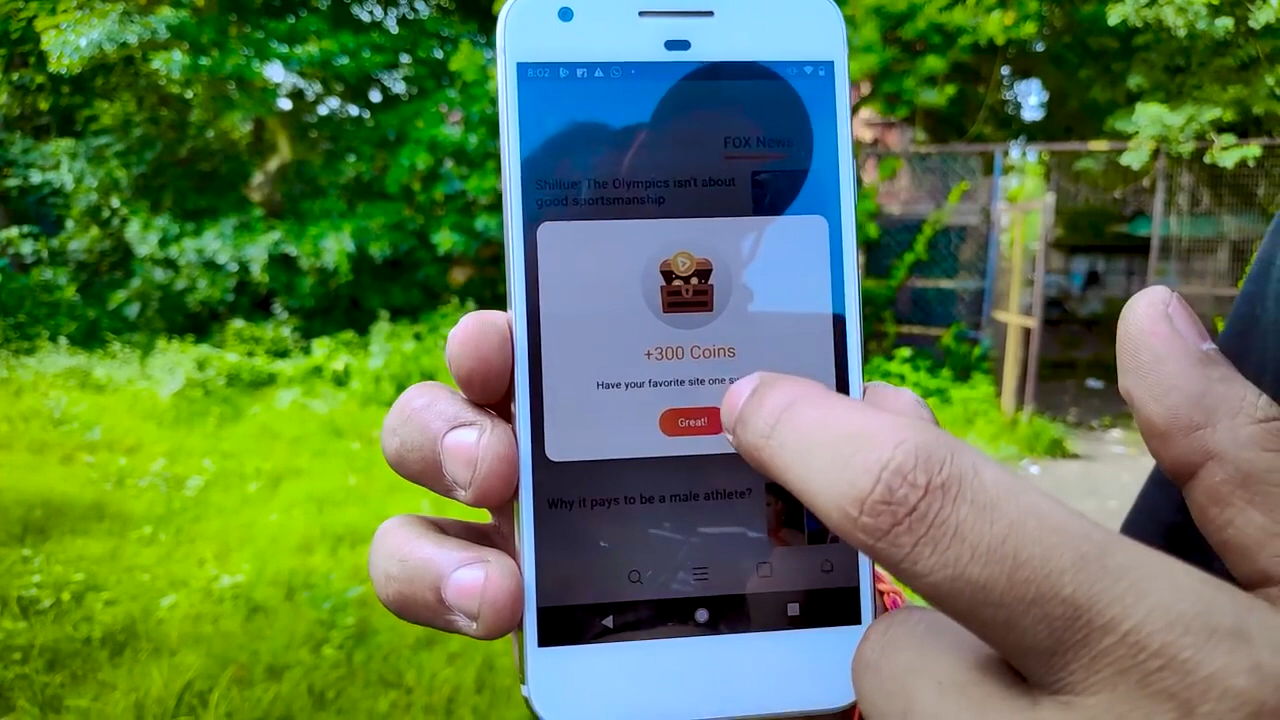 8:02
FOX News
Shillue: The Olympics isn't about
good sportsmanship
+300 Coins
Have your favorite site one
Great!
Why it pays to be a male athlete?